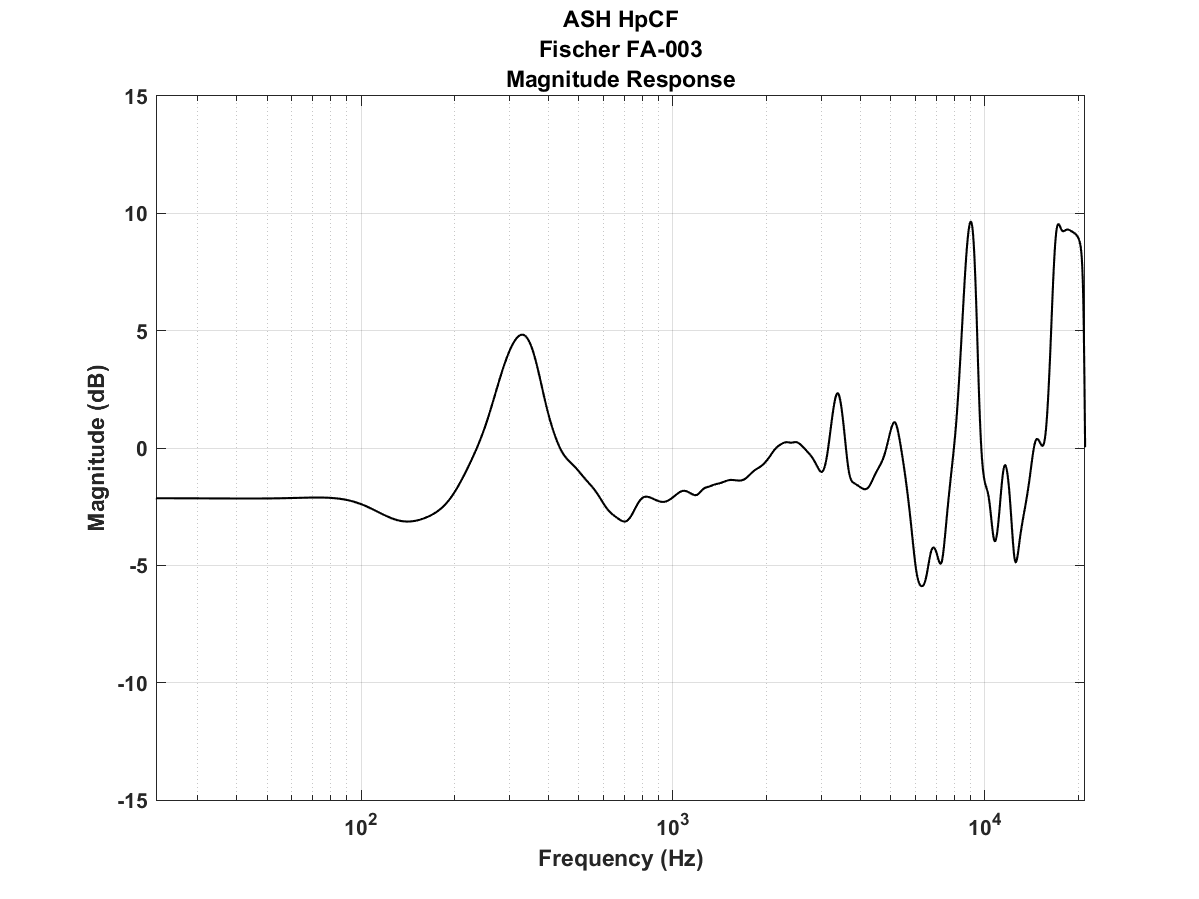 ASH HpCF
Fischer FA-003
Magnitude Response
15
10
5
0
-5
-10
-15
Magnitude (dB)
10² 10³ 10⁴
Frequency (Hz)